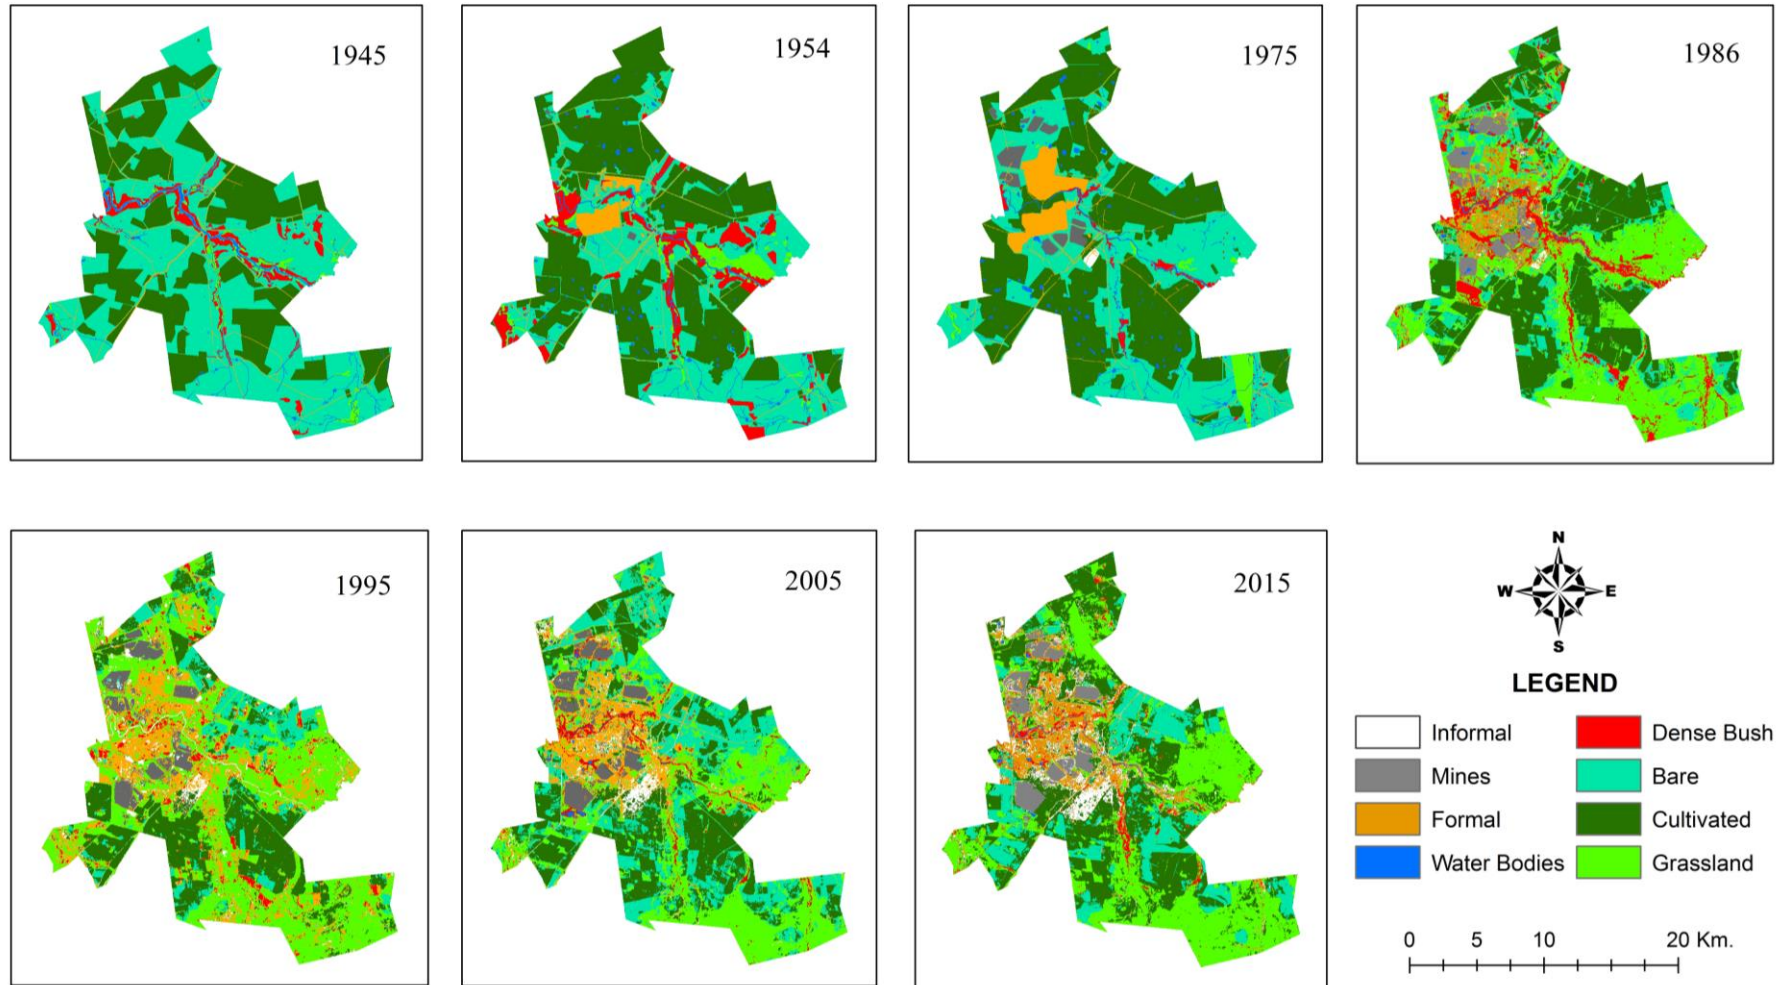 1945
1954
1975
1986
1995
2005
2015
N
W E
S
LEGEND
Informal Dense Bush
Mines Bare
Formal Cultivated
Water Bodies Grassland
0 5 10 20 Km.